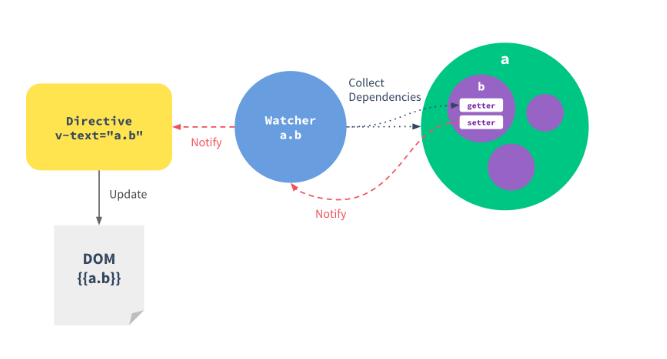 a
b
getter
setter
Collect
Dependencies
Watcher
a.b
Directive
v-text="a.b"
Notify
Notify
Update
DOM
{{a.b}}